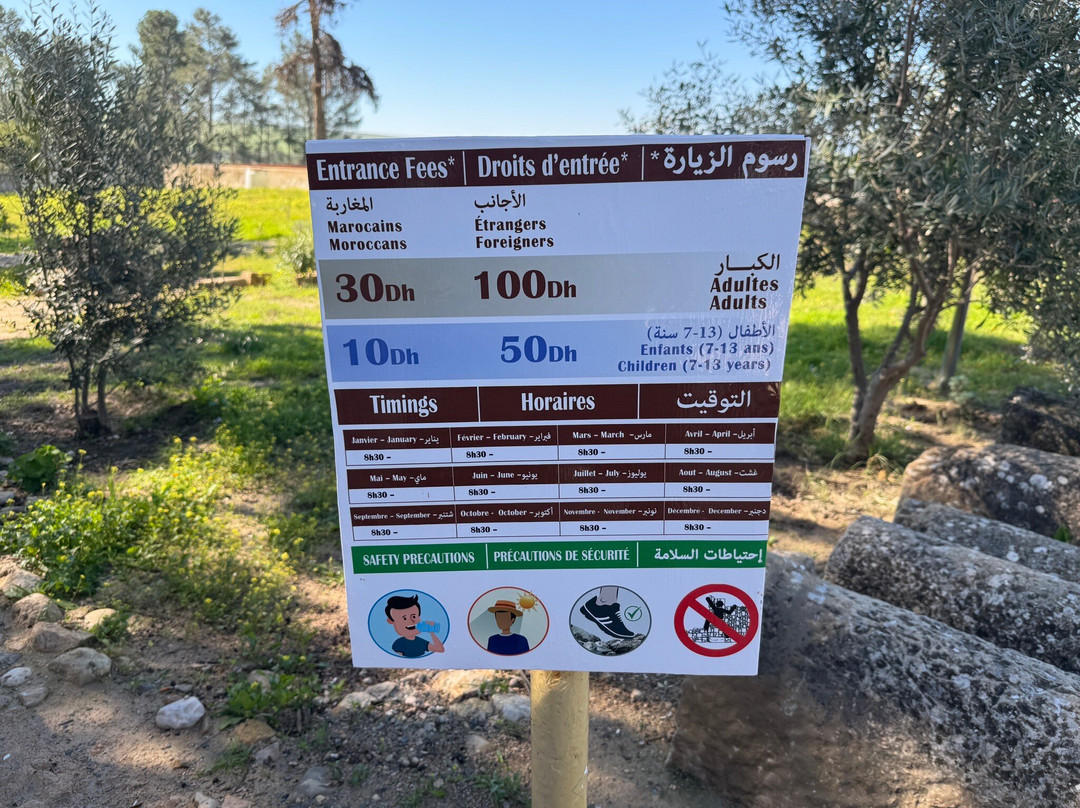 Entrance Fees* Droits d'entrée* رسوم الزيارة*
المغاربة الأجانب
Marocains Étrangers
Moroccans Foreigners
30Dh 100Dh الكبــار
Adultes
Adults
10Dh 50Dh الأطفال (7-13 سنة)
Enfants (7-13 ans)
Children (7-13 years)
Timings Horaires التوقيت
Janvier - January -يناير Février - February -فبراير Mars - March -مارس Avril - April -أبريل
8h30 - 8h30 - 8h30 - 8h30 -
Mai - May -ماي Juin - June -يونيو Juillet - July -يوليوز Aout - August -غشت
8h30 - 8h30 - 8h30 - 8h30 -
Septembre - September -شتنبر Octobre - October -أكتوبر Novembre - November -نونبر Décembre - December -دجنبر
8h30 - 8h30 - 8h30 - 8h30 -
SAFETY PRECAUTIONS PRÉCAUTIONS DE SÉCURITÉ إحتياطات السلامة